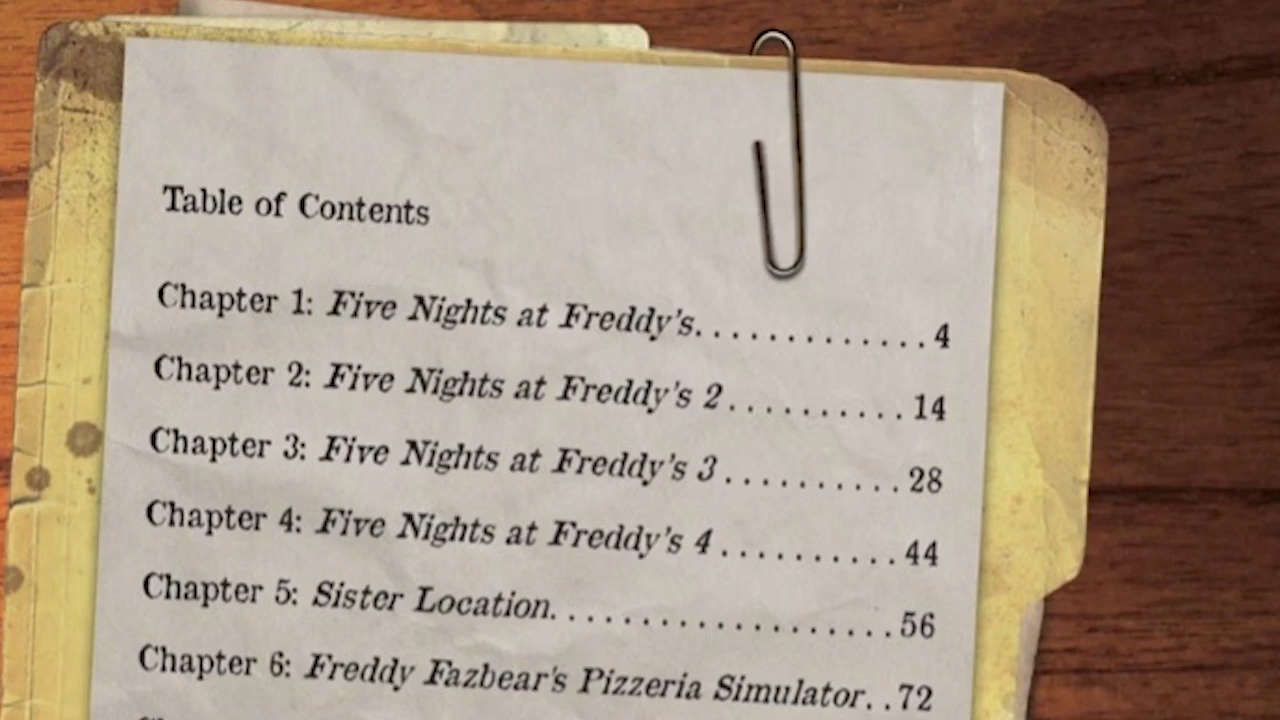 Table of Contents
Chapter 1: Five Nights at Freddy's.............4
Chapter 2: Five Nights at Freddy's 2..........14
Chapter 3: Five Nights at Freddy's 3..........28
Chapter 4: Five Nights at Freddy's 4..........44
Chapter 5: Sister Location...................56
Chapter 6: Freddy Fazbear's Pizzeria Simulator..72